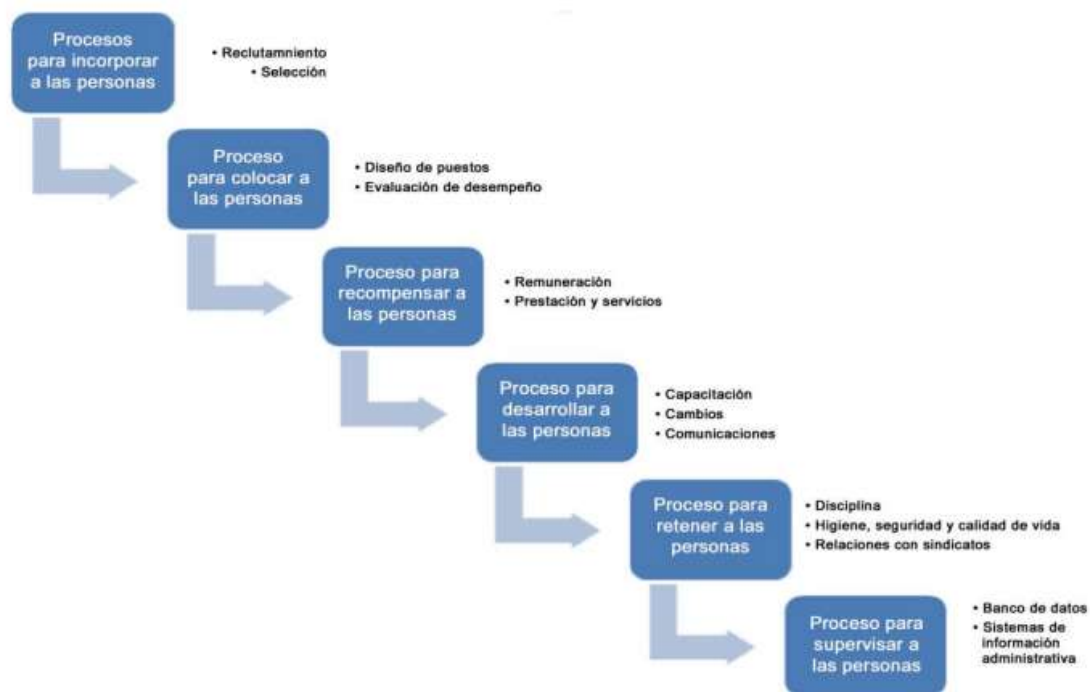 Procesos
para incorporar
a las personas
• Reclutamniento
• Selección
Proceso
para colocar a
las personas
• Diseño de puestos
• Evaluación de desempeño
Proceso para
recompensar a
las personas
• Remuneración
• Prestación y servicios
Proceso para
desarrollar a
las personas
• Capacitación
• Cambios
• Comunicaciones
Proceso para
retener a las
personas
• Disciplina
• Higiene, seguridad y calidad de vida
• Relaciones con sindicatos
Proceso para
supervisar a
las personas
• Banco de datos
• Sistemas de
información
administrativa